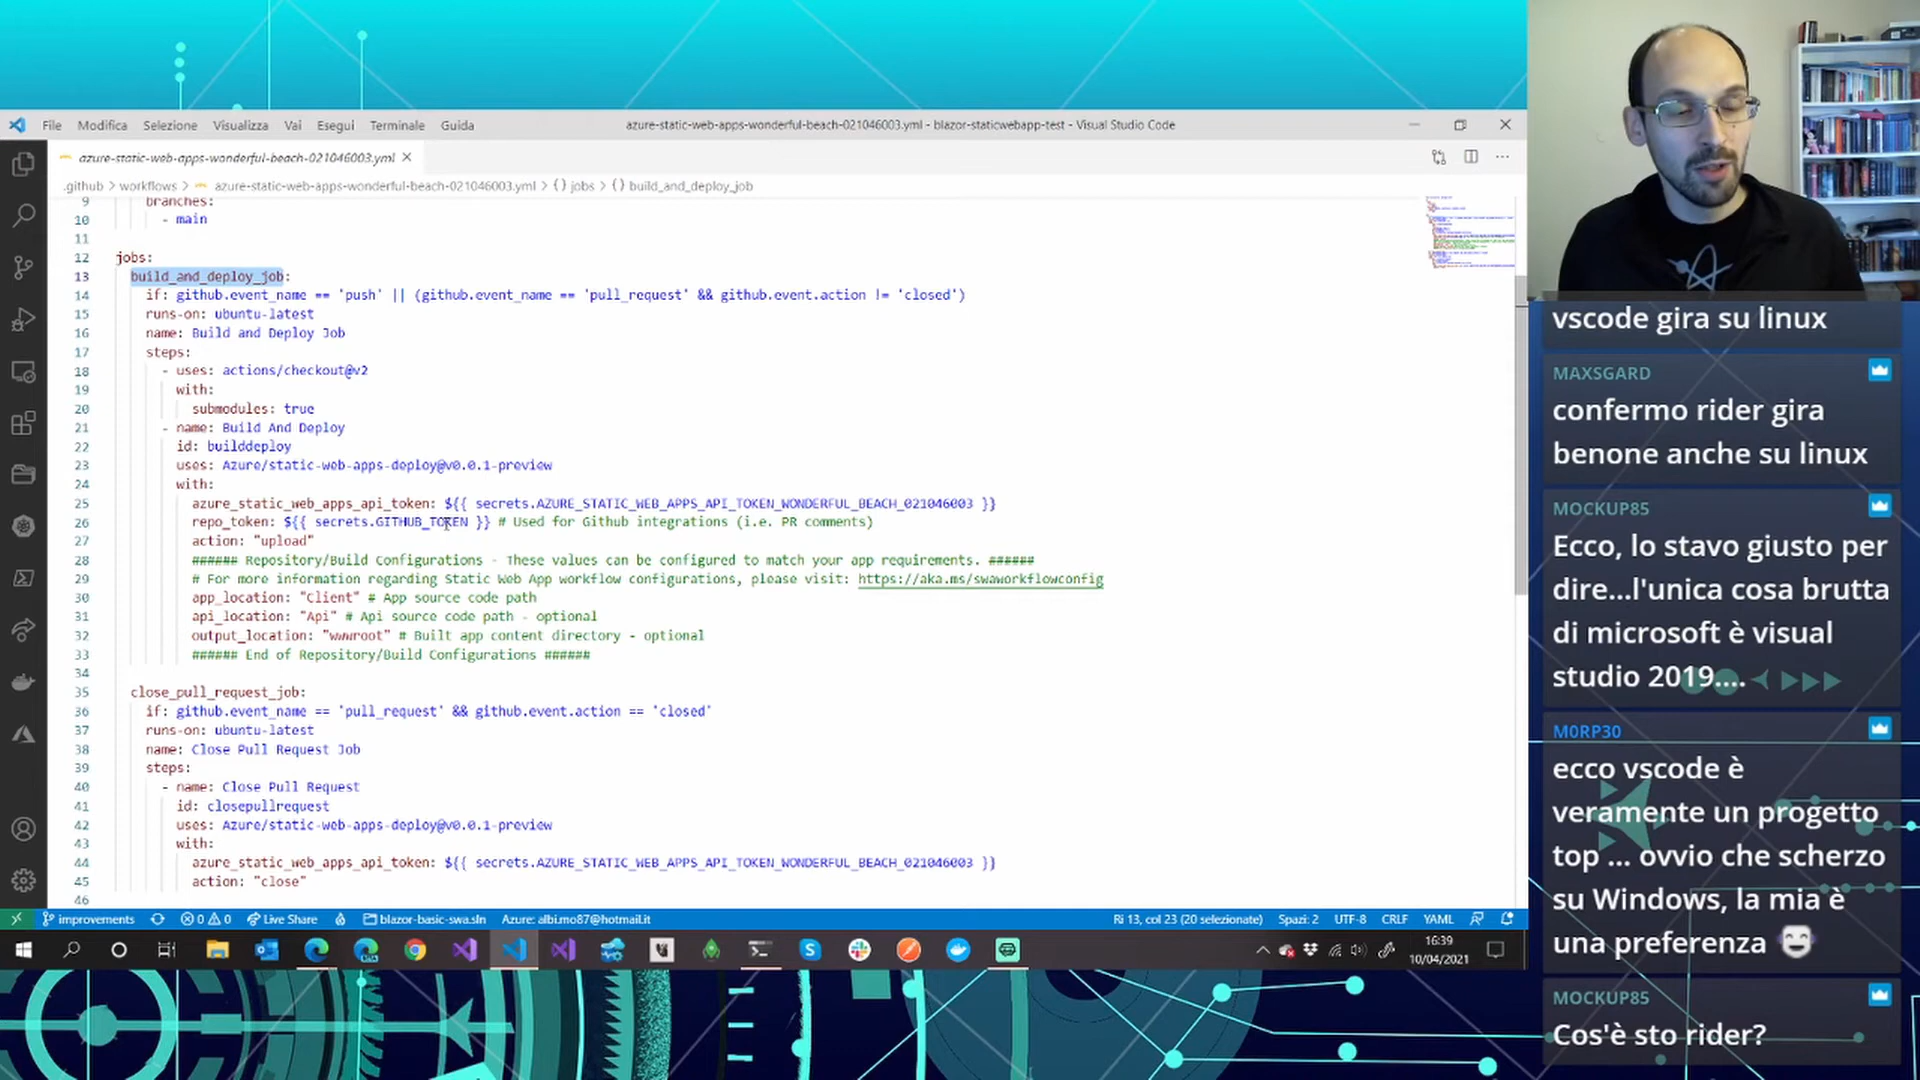 File Modifica Selezione Visualizza Vai Esegui Terminale Guida
azure-static-web-apps-wonderful-beach-021046003.yml - blazor-staticwebapp-test - Visual Studio Code
azure-static-web-apps-wonderful-beach-021046003.yml
.github > workflows > azure-static-web-apps-wonderful-beach-021046003.yml > {} jobs > {} build_and_deploy_job
9 branches:
10 - main
11
12 jobs:
13 build_and_deploy_job:
14 if: github.event_name == 'push' || (github.event_name == 'pull_request' && github.event.action != 'closed')
15 runs-on: ubuntu-latest
16 name: Build and Deploy Job
17 steps:
18 - uses: actions/checkout@v2
19 with:
20 submodules: true
21 - name: Build And Deploy
22 id: builddeploy
23 uses: Azure/static-web-apps-deploy@v0.0.1-preview
24 with:
25 azure_static_web_apps_api_token: ${{ secrets.AZURE_STATIC_WEB_APPS_API_TOKEN_WONDERFUL_BEACH_021046003 }}
26 repo_token: ${{ secrets.GITHUB_TOKEN }} # Used for Github integrations (i.e. PR comments)
27 action: "upload"
28 ###### Repository/Build Configurations - These values can be configured to match your app requirements. ######
29 # For more information regarding Static Web App workflow configurations, please visit: https://aka.ms/swaworkflowconfig
30 app_location: "Client" # App source code path
31 api_location: "Api" # Api source code path - optional
32 output_location: "wwwroot" # Built app content directory - optional
33 ###### End of Repository/Build Configurations ######
34
35 close_pull_request_job:
36 if: github.event_name == 'pull_request' && github.event.action == 'closed'
37 runs-on: ubuntu-latest
38 name: Close Pull Request Job
39 steps:
40 - name: Close Pull Request
41 id: closepullrequest
42 uses: Azure/static-web-apps-deploy@v0.0.1-preview
43 with:
44 azure_static_web_apps_api_token: ${{ secrets.AZURE_STATIC_WEB_APPS_API_TOKEN_WONDERFUL_BEACH_021046003 }}
45 action: "close"
46
improvements 0 0 Live Share blazor-basic-swa.sln Azure: albi.mo87@hotmail.it Ri 13, col 23 (20 selezionate) Spazi: 2 UTF-8 CRLF YAML
16:39
10/04/2021
vscode gira su linux
MAXSGARD
confermo rider gira
benone anche su linux
MOCKUP85
Ecco, lo stavo giusto per
dire...l'unica cosa brutta
di microsoft è visual
studio 2019....
M0RP30
ecco vscode è
veramente un progetto
top ... ovvio che scherzo
su Windows, la mia è
una preferenza
MOCKUP85
Cos'è sto rider?